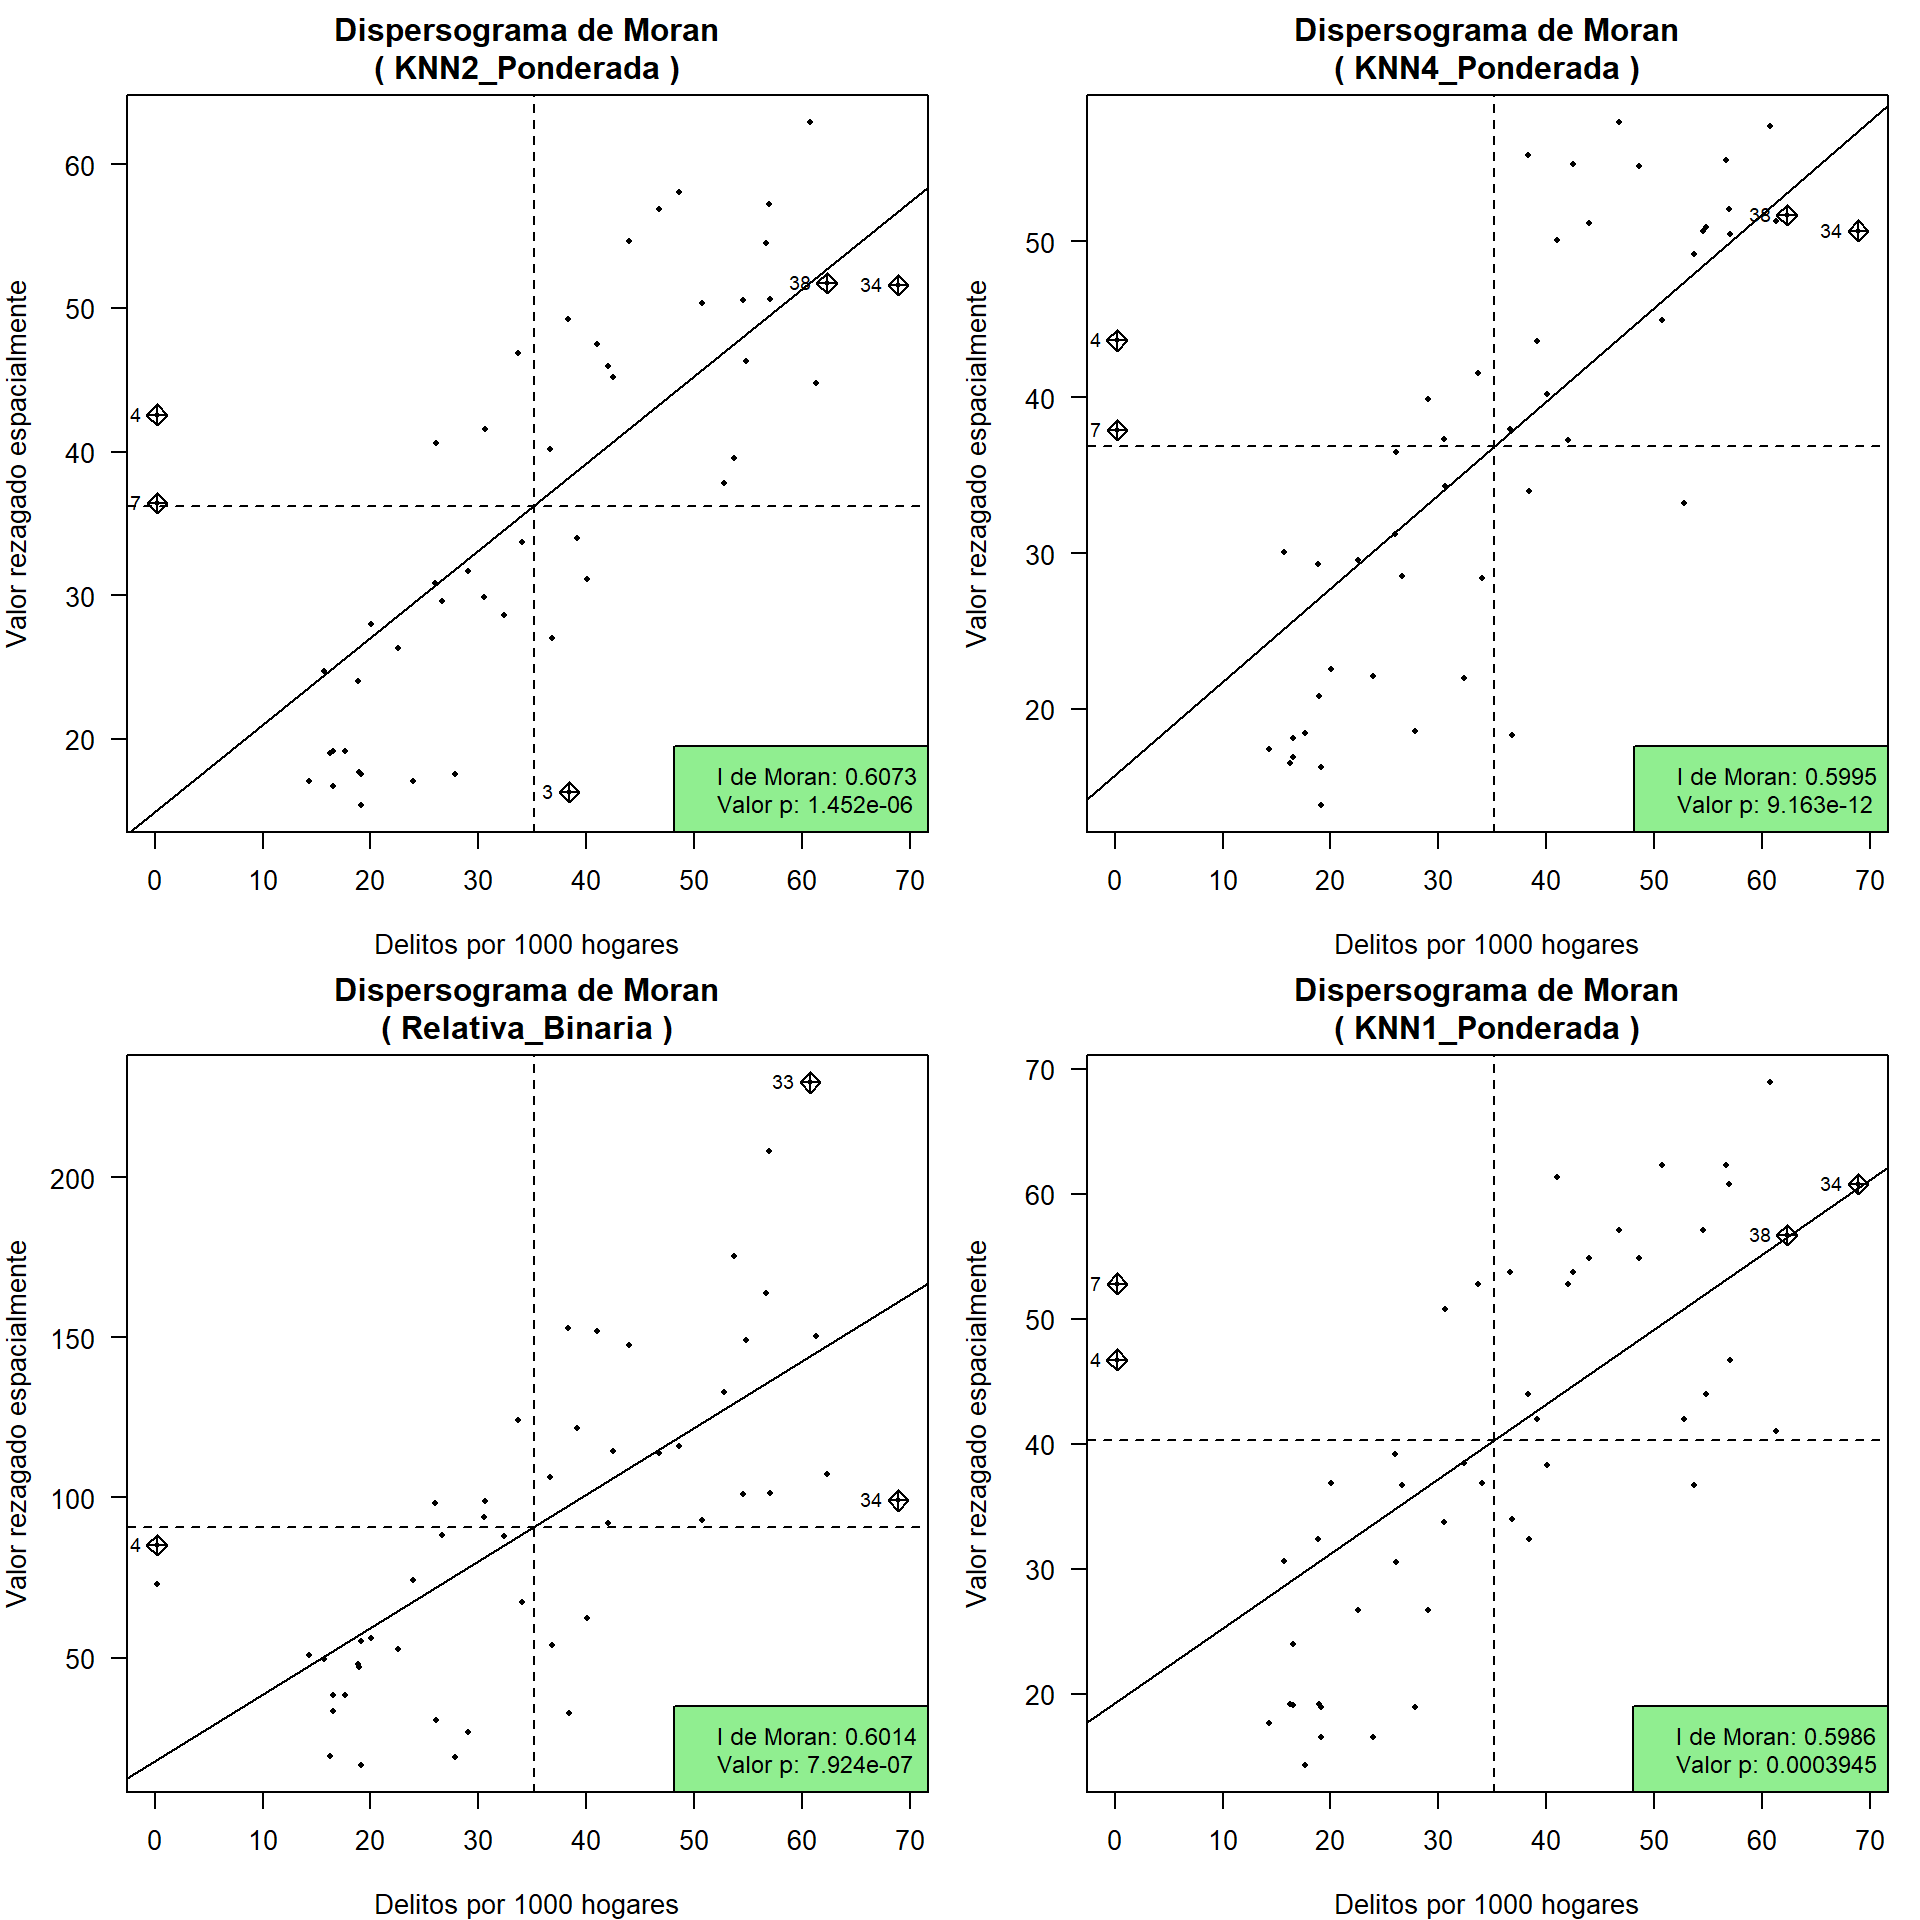 Dispersograma de Moran
( KNN2_Ponderada )
Valor rezagado espacialmente
60
50
40
30
20
4
7
38
34
3
I de Moran: 0.6073
Valor p: 1.452e-06
0 10 20 30 40 50 60 70
Delitos por 1000 hogares
Dispersograma de Moran
( KNN4_Ponderada )
Valor rezagado espacialmente
50
40
30
20
38
34
4
7
I de Moran: 0.5995
Valor p: 9.163e-12
0 10 20 30 40 50 60 70
Delitos por 1000 hogares
Dispersograma de Moran
( Relativa_Binaria )
Valor rezagado espacialmente
200
150
100
50
33
34
4
I de Moran: 0.6014
Valor p: 7.924e-07
0 10 20 30 40 50 60 70
Delitos por 1000 hogares
Dispersograma de Moran
( KNN1_Ponderada )
Valor rezagado espacialmente
70
60
50
40
30
20
34
38
7
4
I de Moran: 0.5986
Valor p: 0.0003945
0 10 20 30 40 50 60 70
Delitos por 1000 hogares